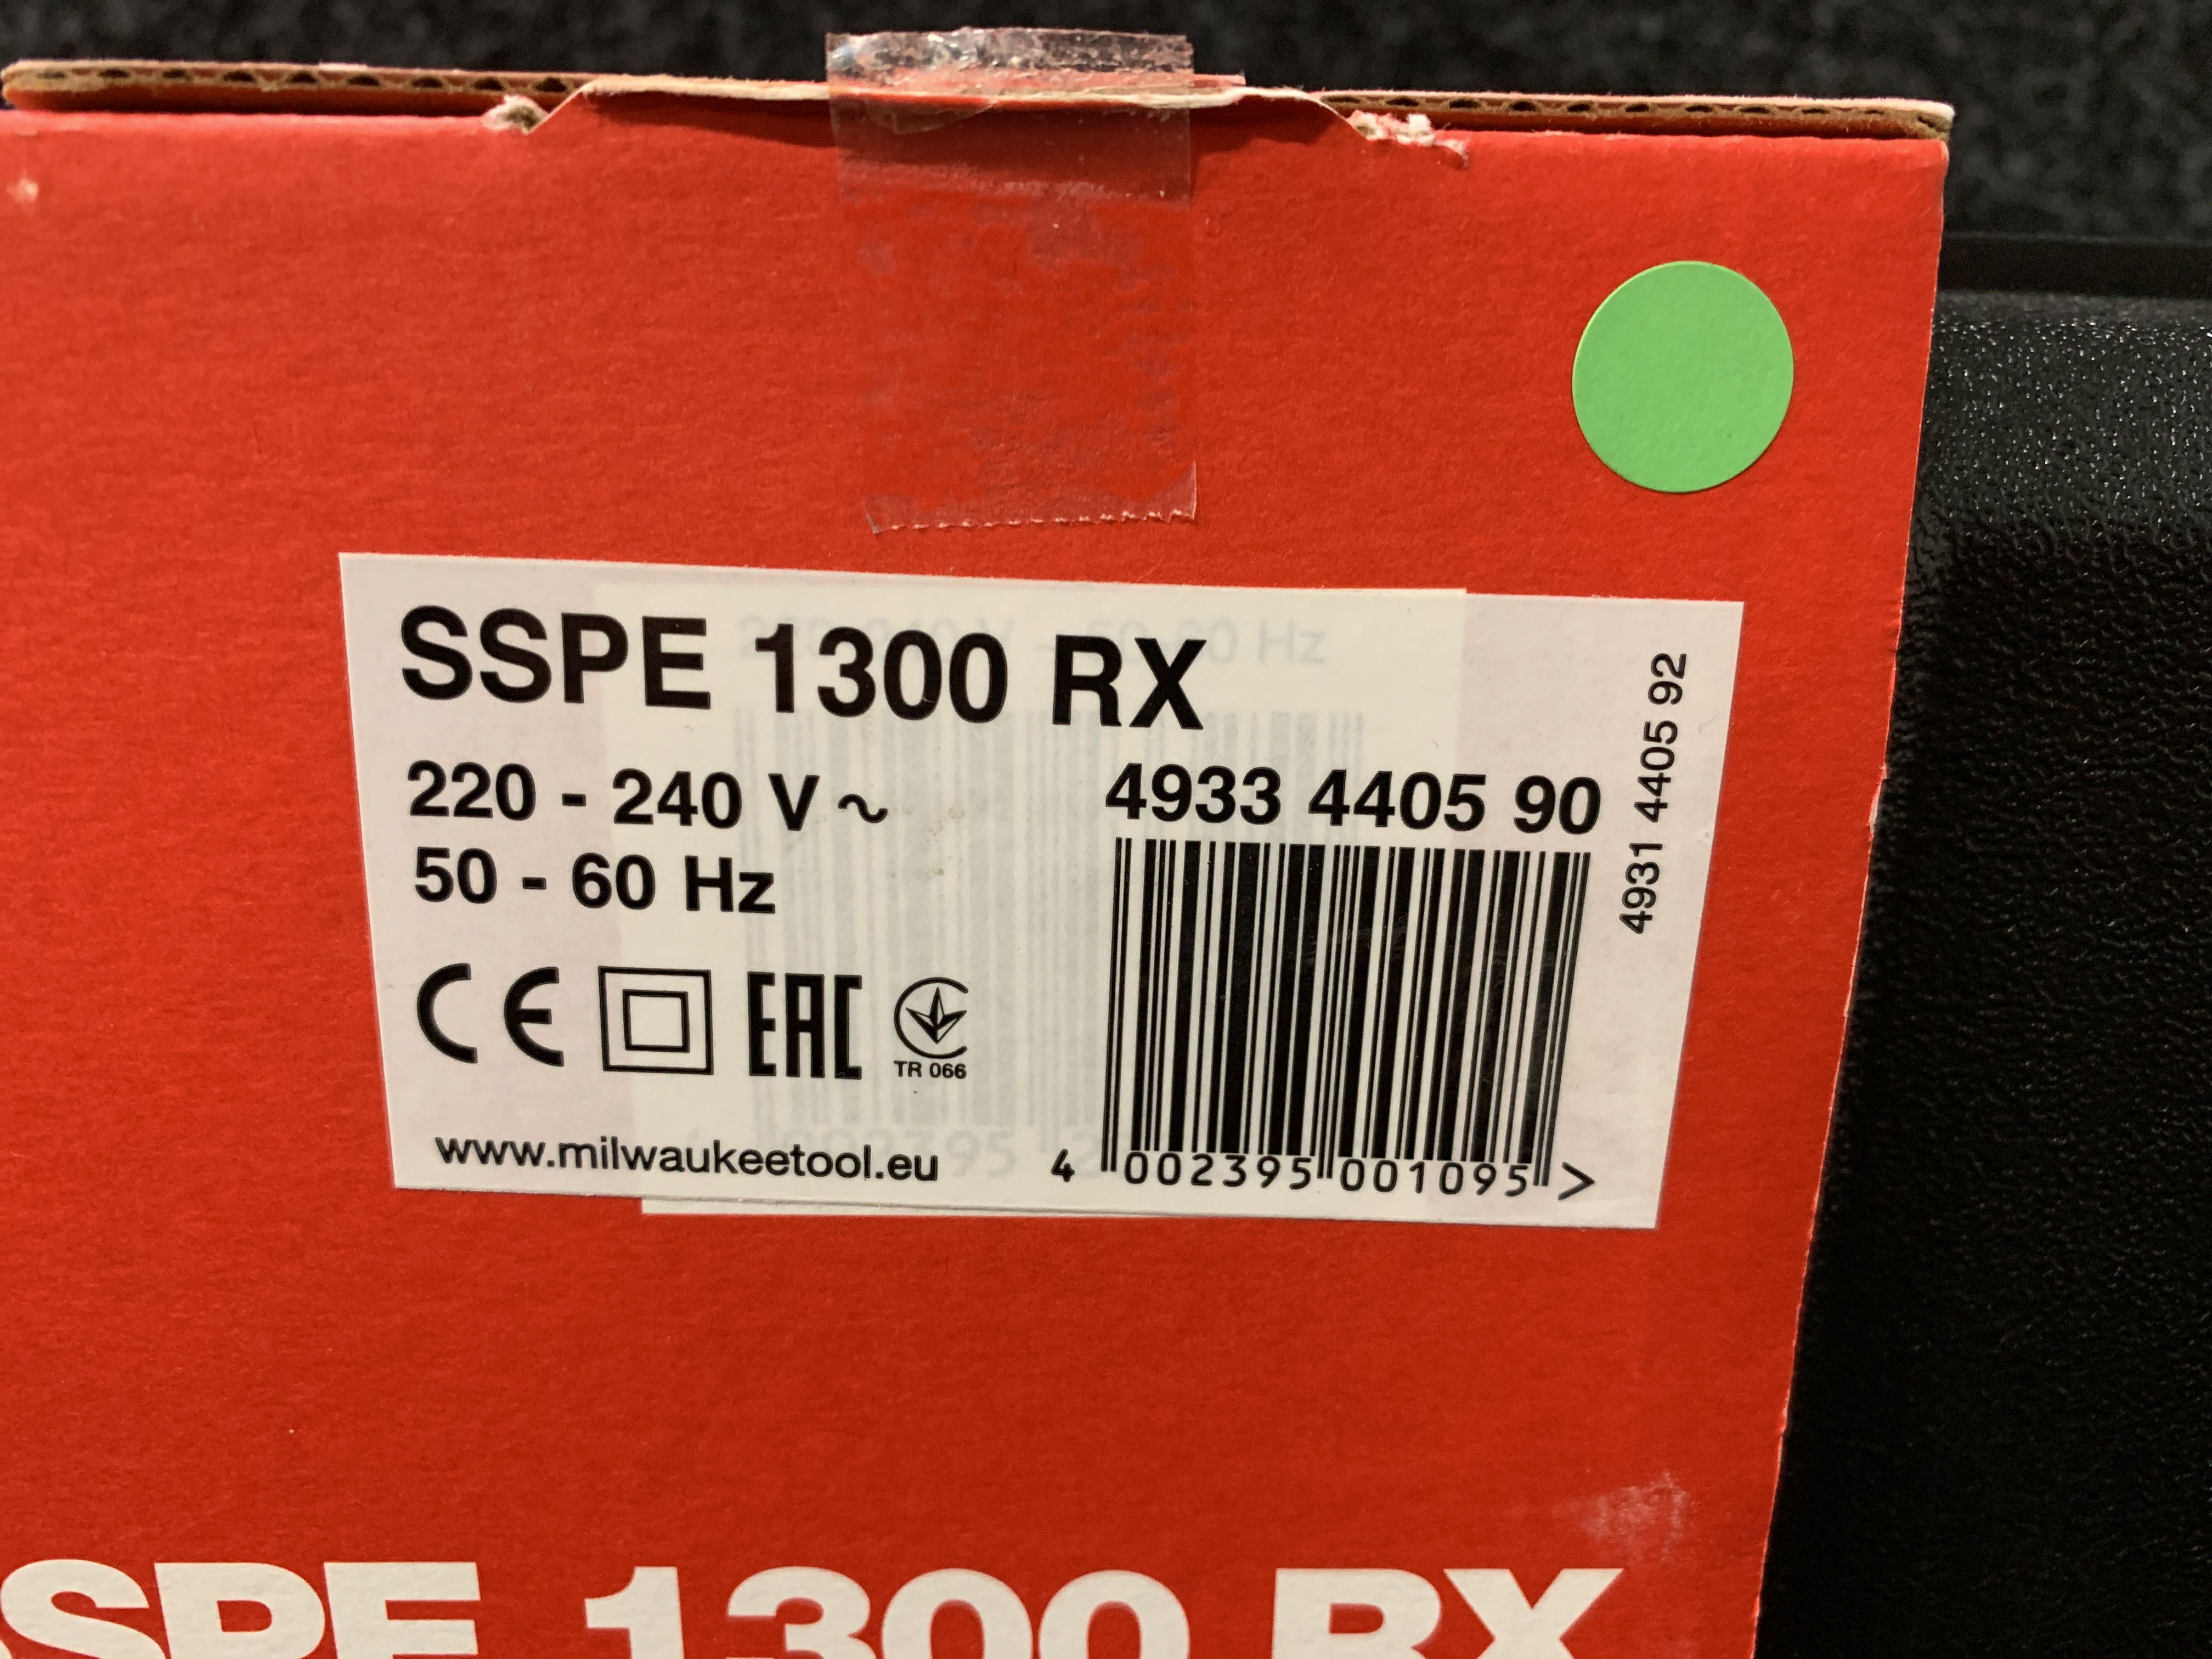 SSPE 1300 RX
220 - 240 V ~
50 - 60 Hz
4933 4405 90
4931 4405 92
CE EAC
TR 066
www.milwaukeetool.eu
4 002395 001095 >
SSPE 1300 RX